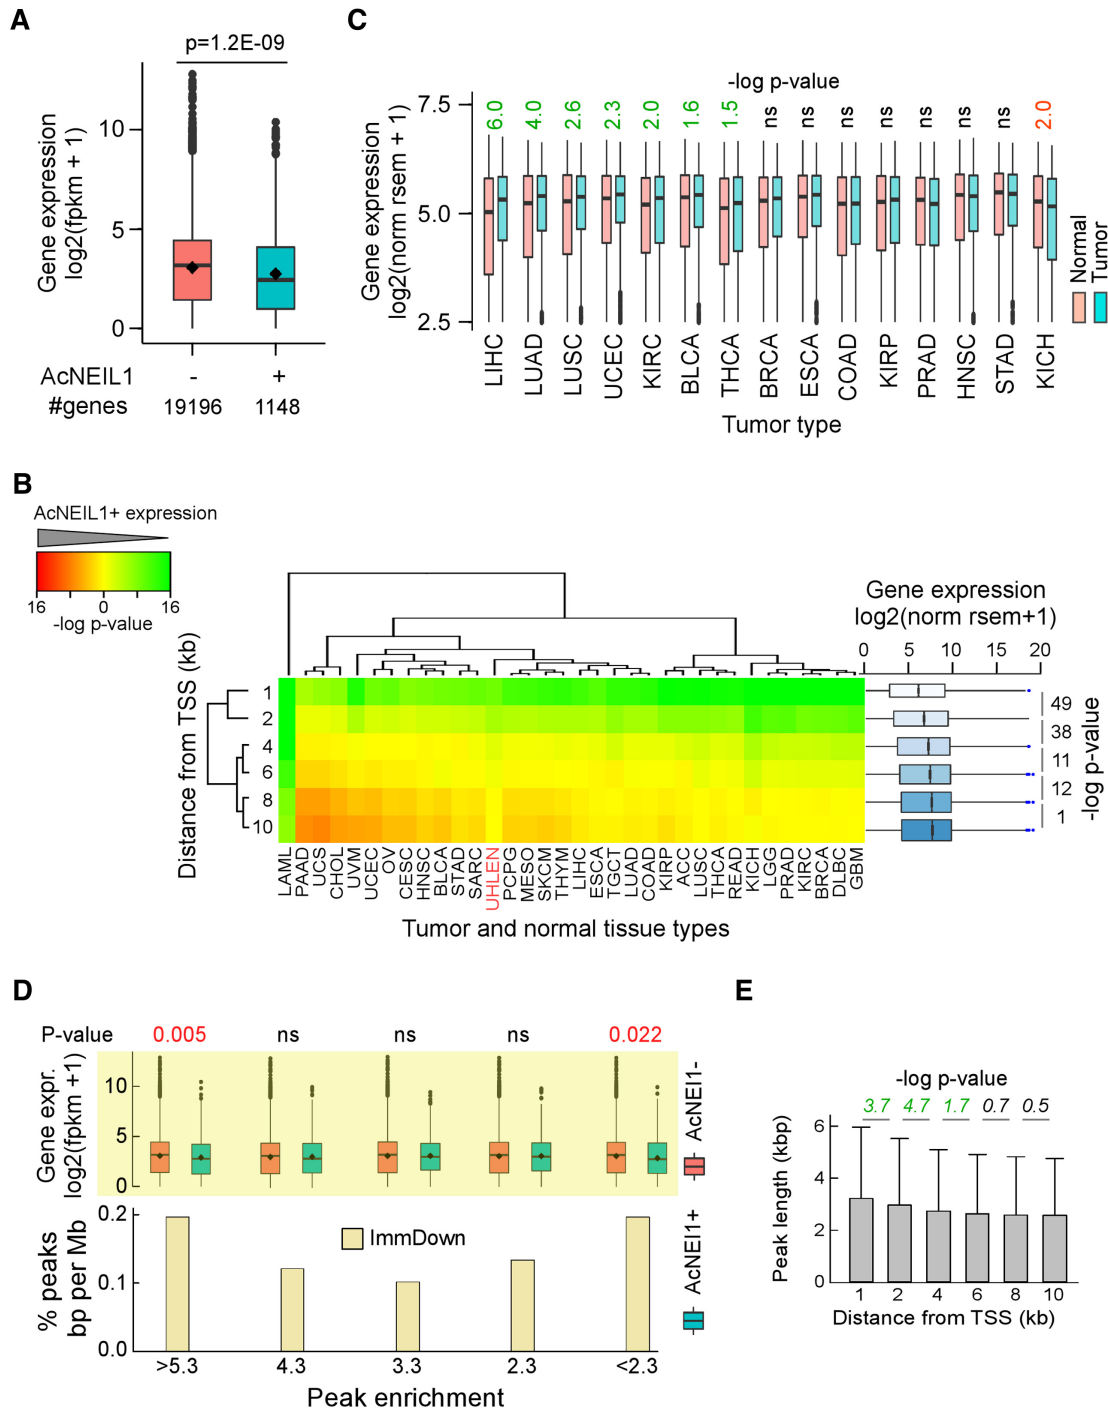 A
p=1.2E-09
Gene expression
log2(fpkm + 1)
10
5
0
AcNEIL1 - +
#genes 19196 1148
C
-log p-value
Gene expression
log2(norm rsem + 1)
7.5
5.0
2.5
6.0 4.0 2.6 2.3 2.0 1.6 1.5 ns ns ns ns ns ns ns 2.0
LIHC LUAD LUSC UCEC KIRC BLCA THCA BRCA ESCA COAD KIRP PRAD HNSC STAD KICH
Tumor type
Normal
Tumor
B
AcNEIL1+ expression
16 0 16
-log p-value
Distance from TSS (kb)
1
2
4
6
8
10
LAML PAAD UCS CHOL UVM UCEC OV CESC HNSC BLCA STAD SARC UHLEN PCPG MESO SKCM THYM LIHC ESCA TGCT LUAD COAD KIRP ACC LUSC THCA READ KICH LGG PRAD KIRC BRCA DLBC GBM
Tumor and normal tissue types
Gene expression
log2(norm rsem+1)
0 5 10 15 20
49
38
11
12
1
-log p-value
D
P-value 0.005 ns ns ns 0.022
Gene expr.
log2(fpkm +1)
10
5
0
AcNEI1-
AcNEI1+
% peaks
bp per Mb
0.2
0.1
0.0
ImmDown
>5.3 4.3 3.3 2.3 <2.3
Peak enrichment
E
-log p-value
3.7 4.7 1.7 0.7 0.5
Peak length (kbp)
6
4
2
0
1 2 4 6 8 10
Distance from TSS (kb)